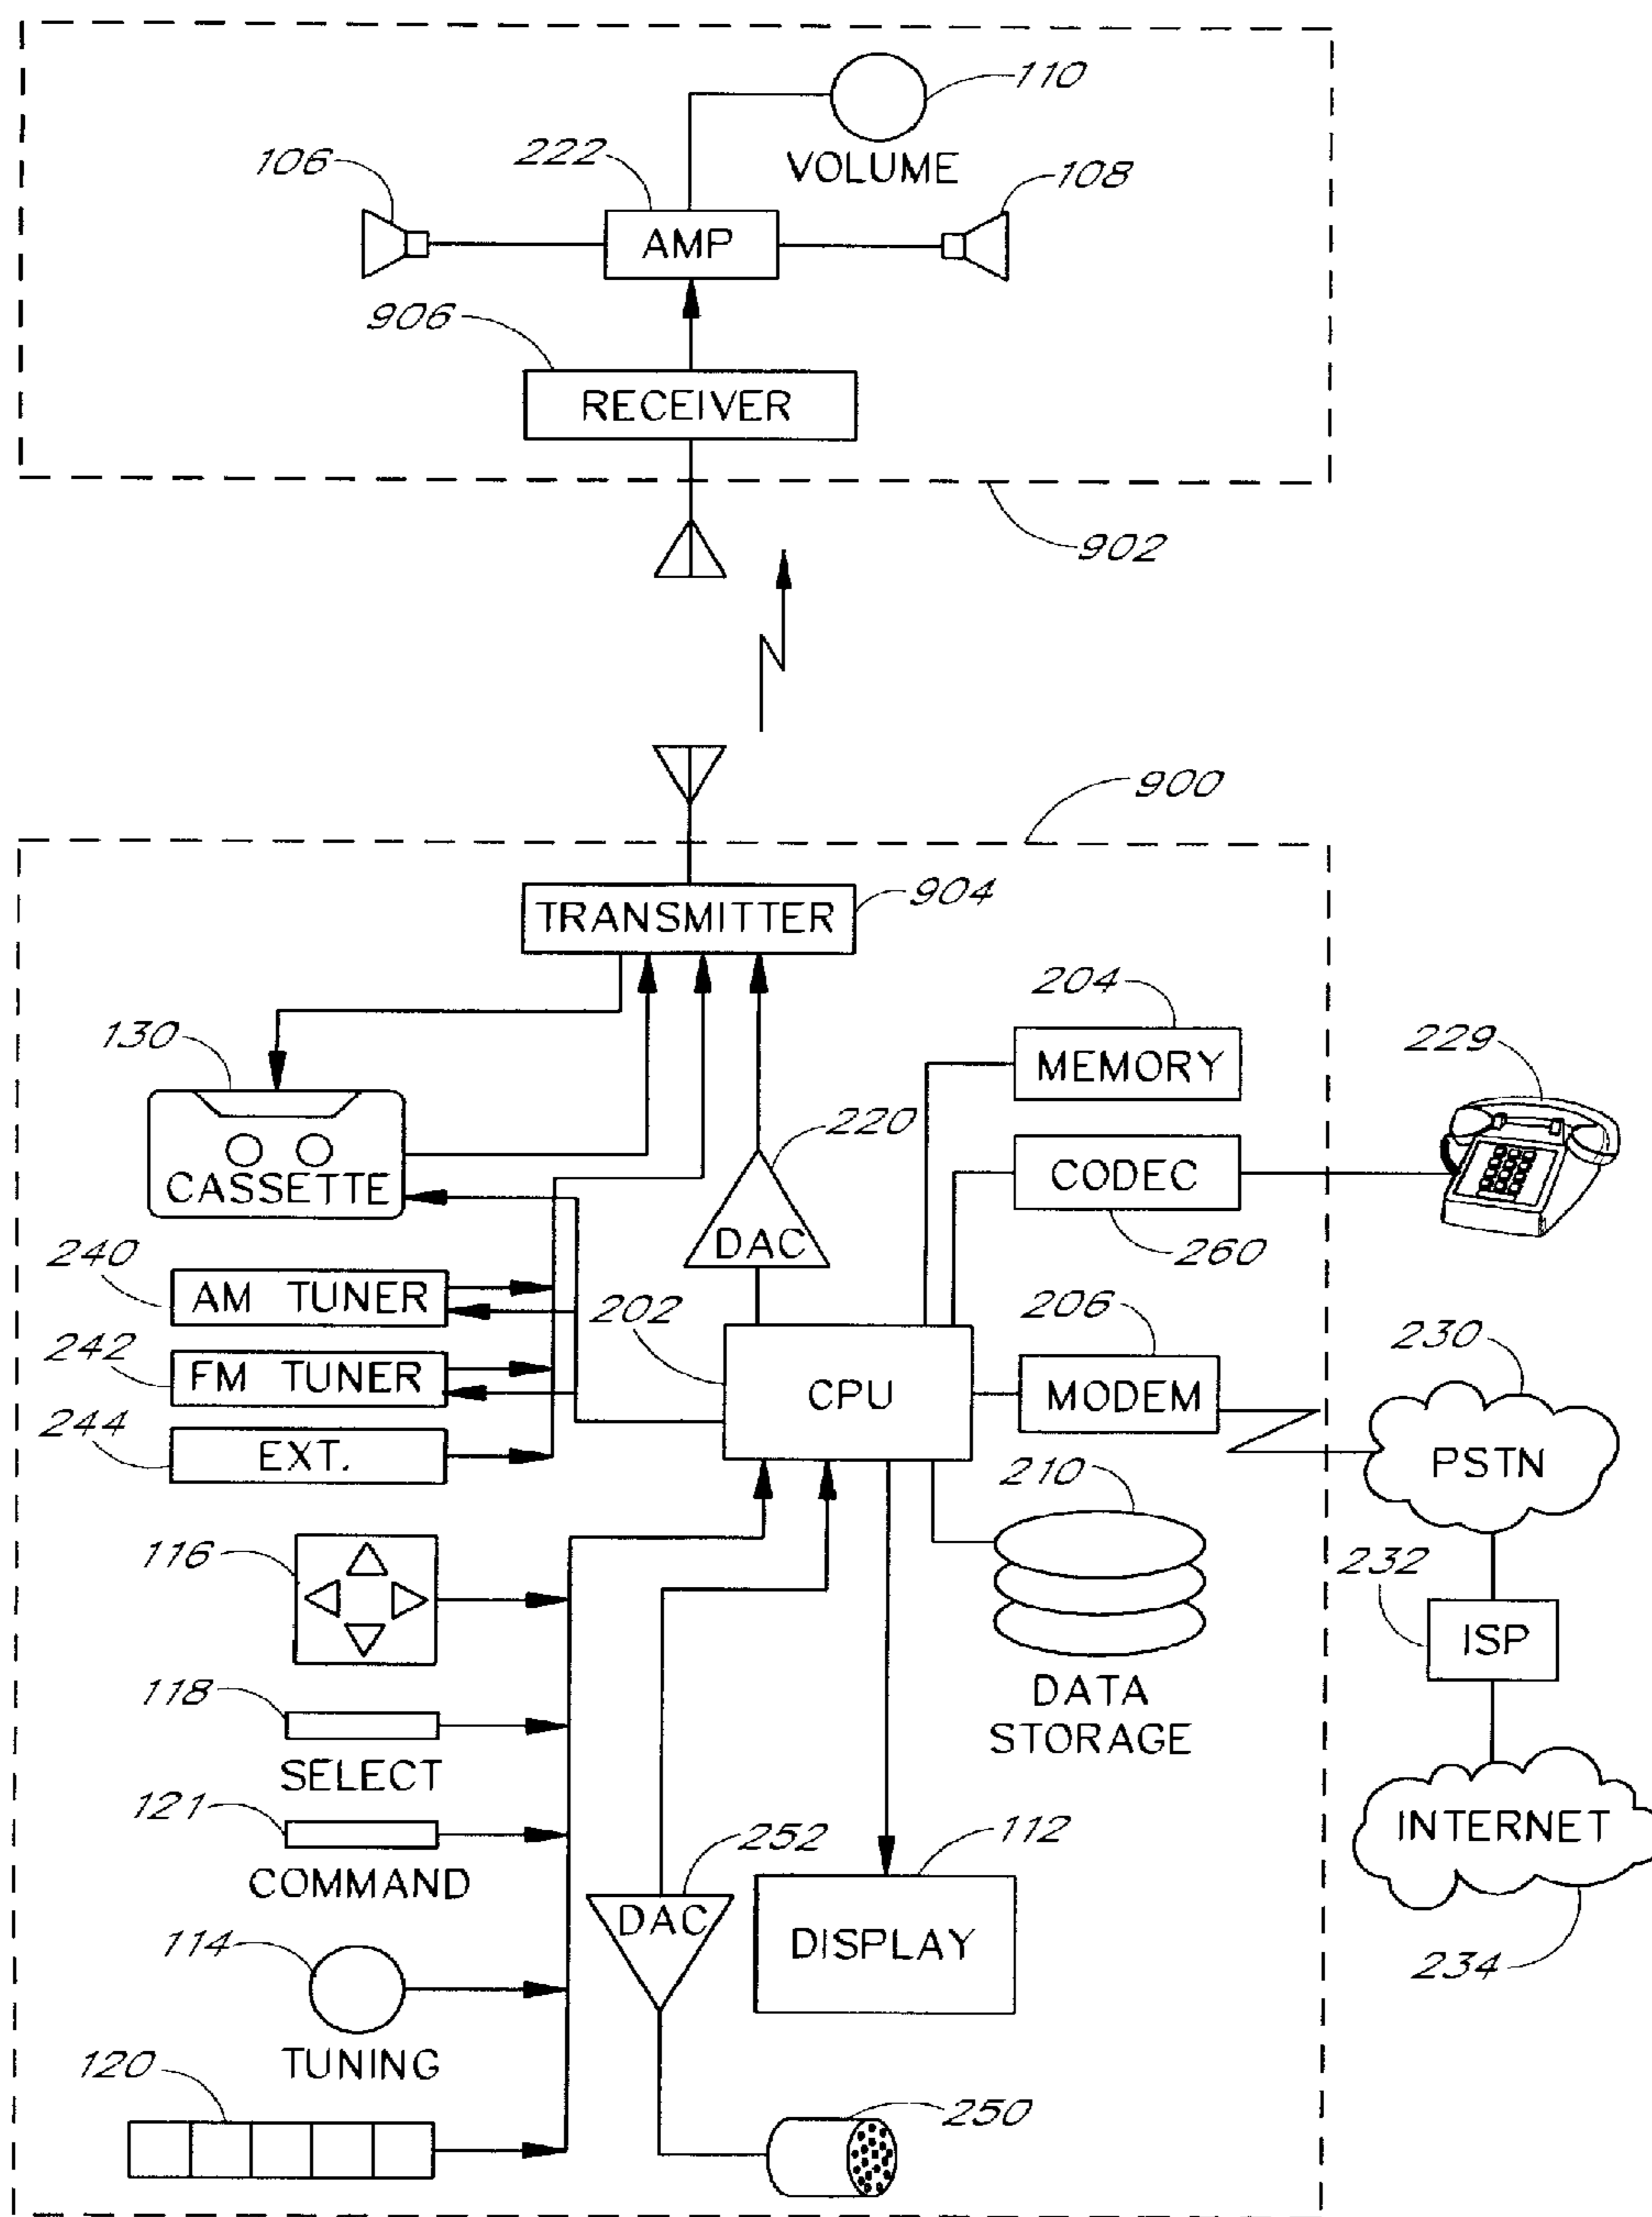 110
VOLUME
106
222
108
AMP
906
RECEIVER
902
900
904
TRANSMITTER
204
130
MEMORY
229
220
CASSETTE
CODEC
DAC
260
240
AM TUNER
202
206
230
242
FM TUNER
CPU
MODEM
244
EXT.
PSTN
210
116
232
ISP
118
DATA
STORAGE
SELECT
121
252
112
INTERNET
COMMAND
DAC
114
DISPLAY
234
TUNING
120
250